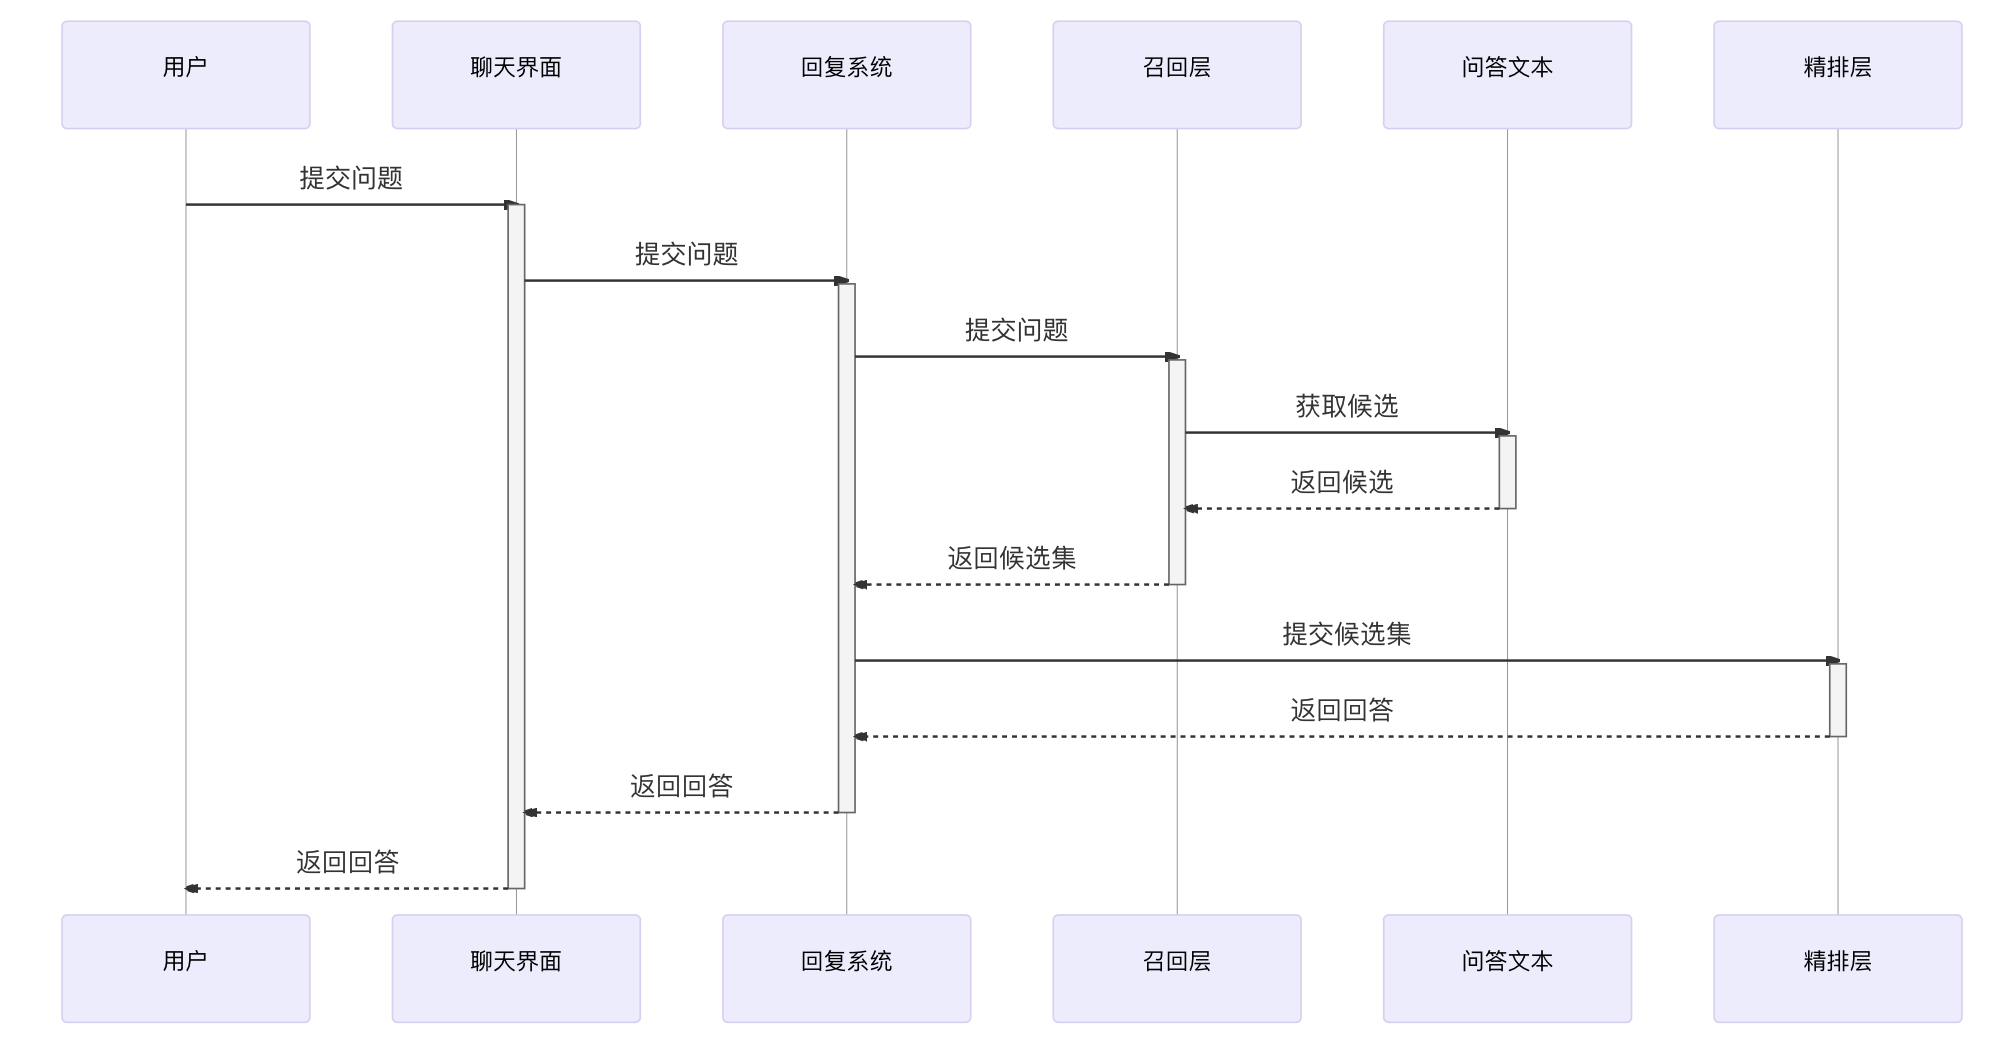 用户
聊天界面
回复系统
召回层
问答文本
精排层
提交问题
提交问题
提交问题
获取候选
返回候选
返回候选集
提交候选集
返回回答
返回回答
返回回答
用户
聊天界面
回复系统
召回层
问答文本
精排层